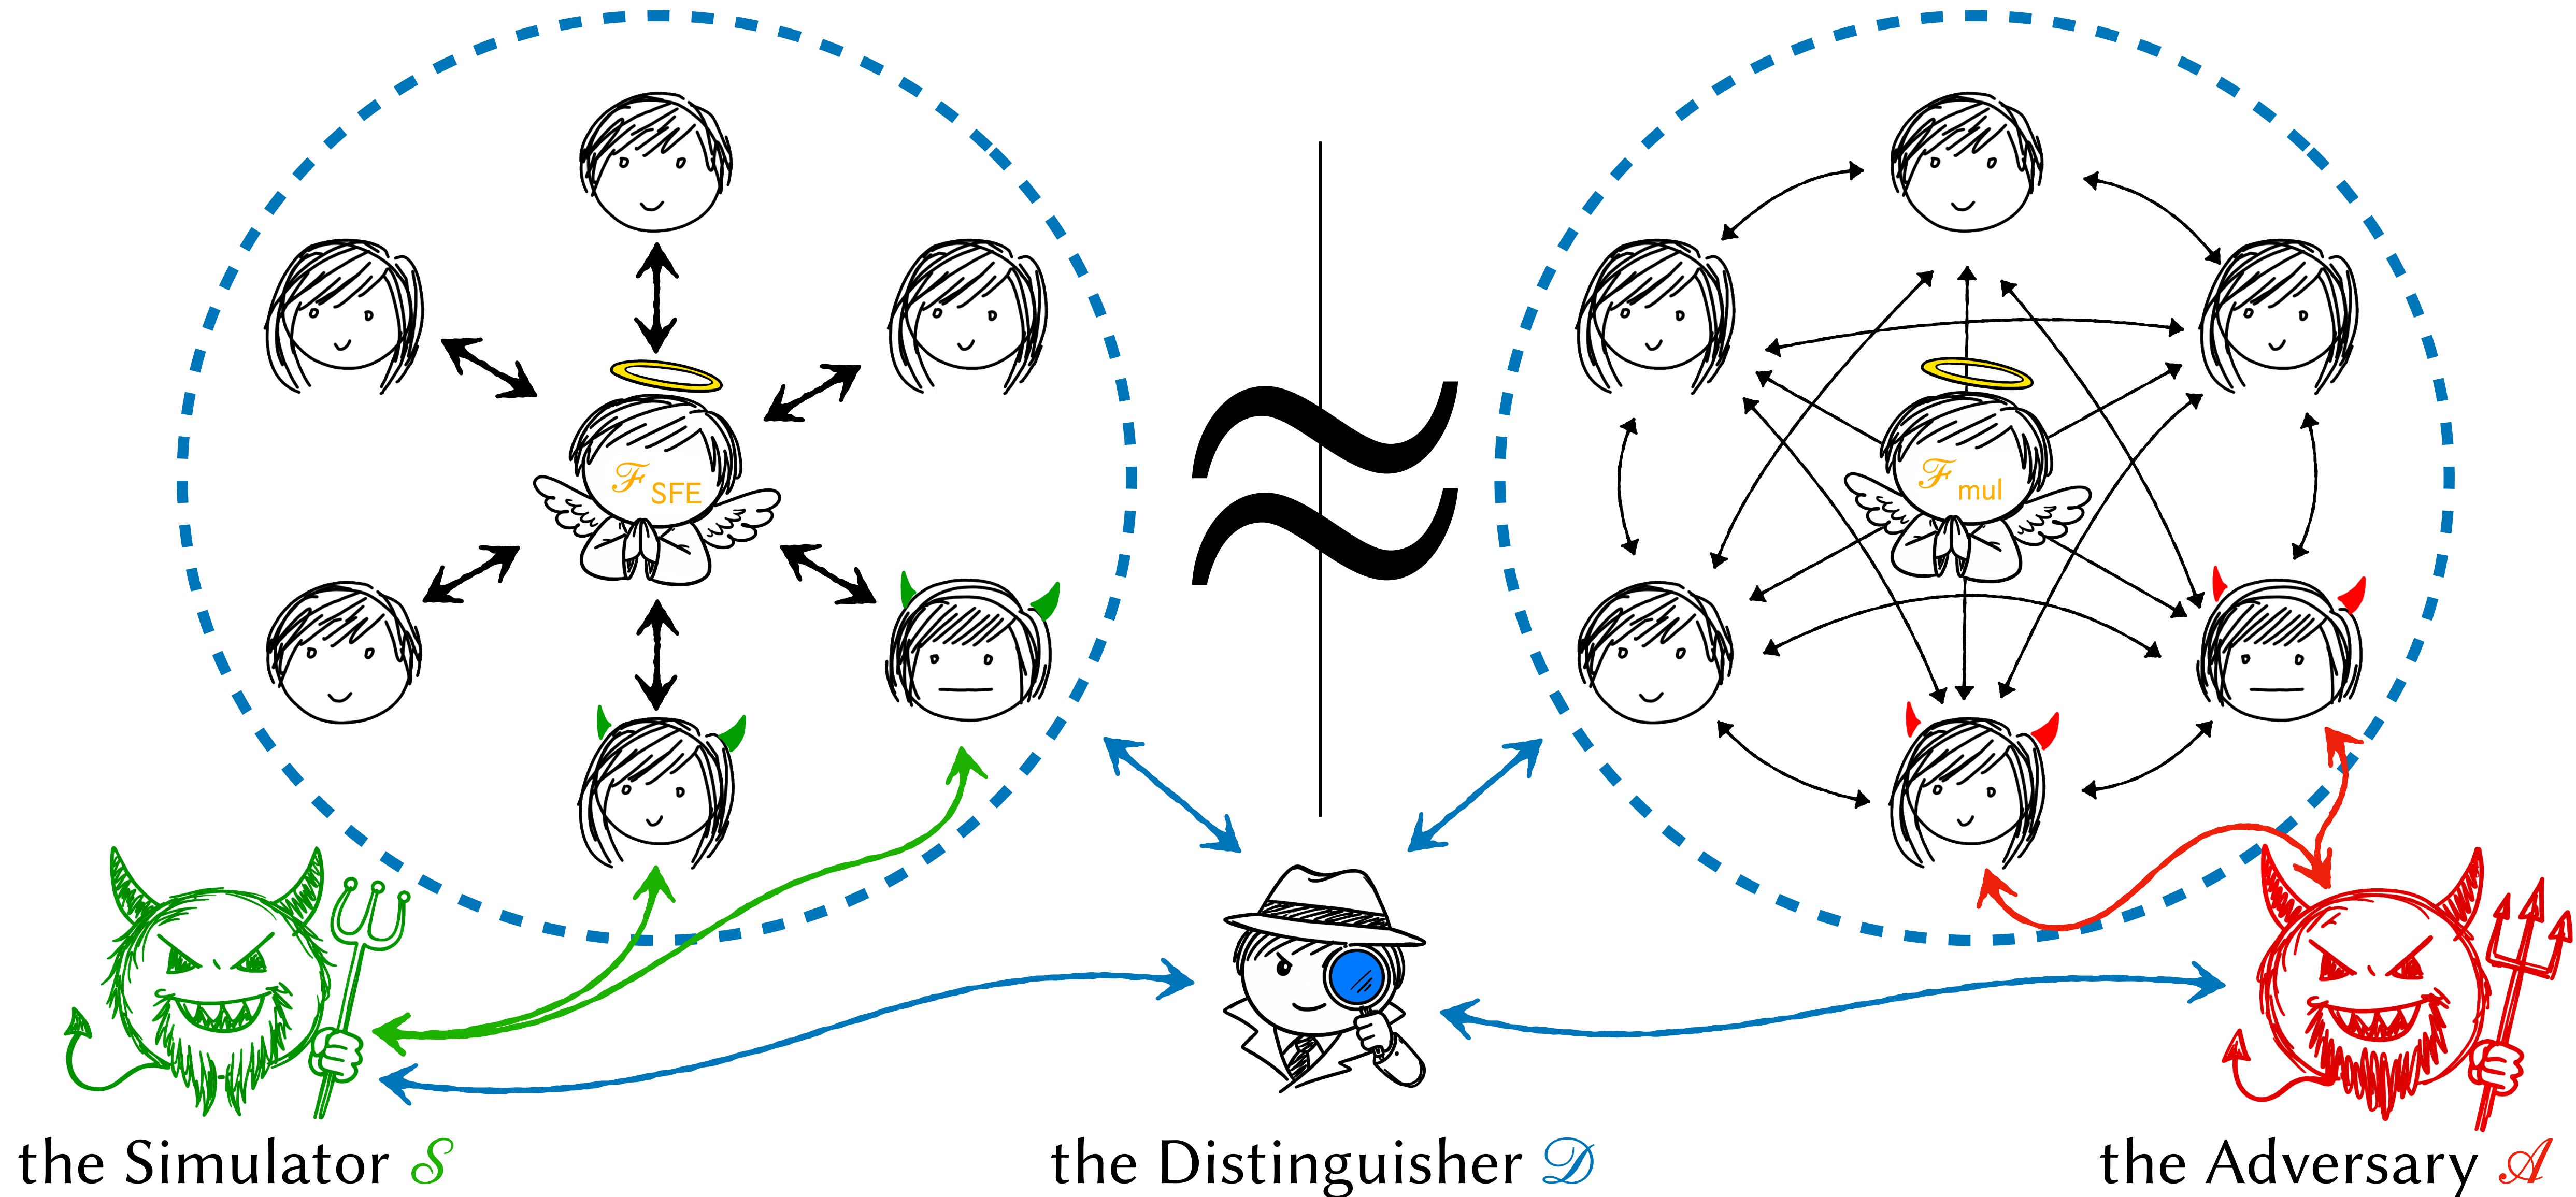 ℱ SFE
ℱ mul
≈
the Simulator 𝒮
the Distinguisher 𝒟
the Adversary 𝒜